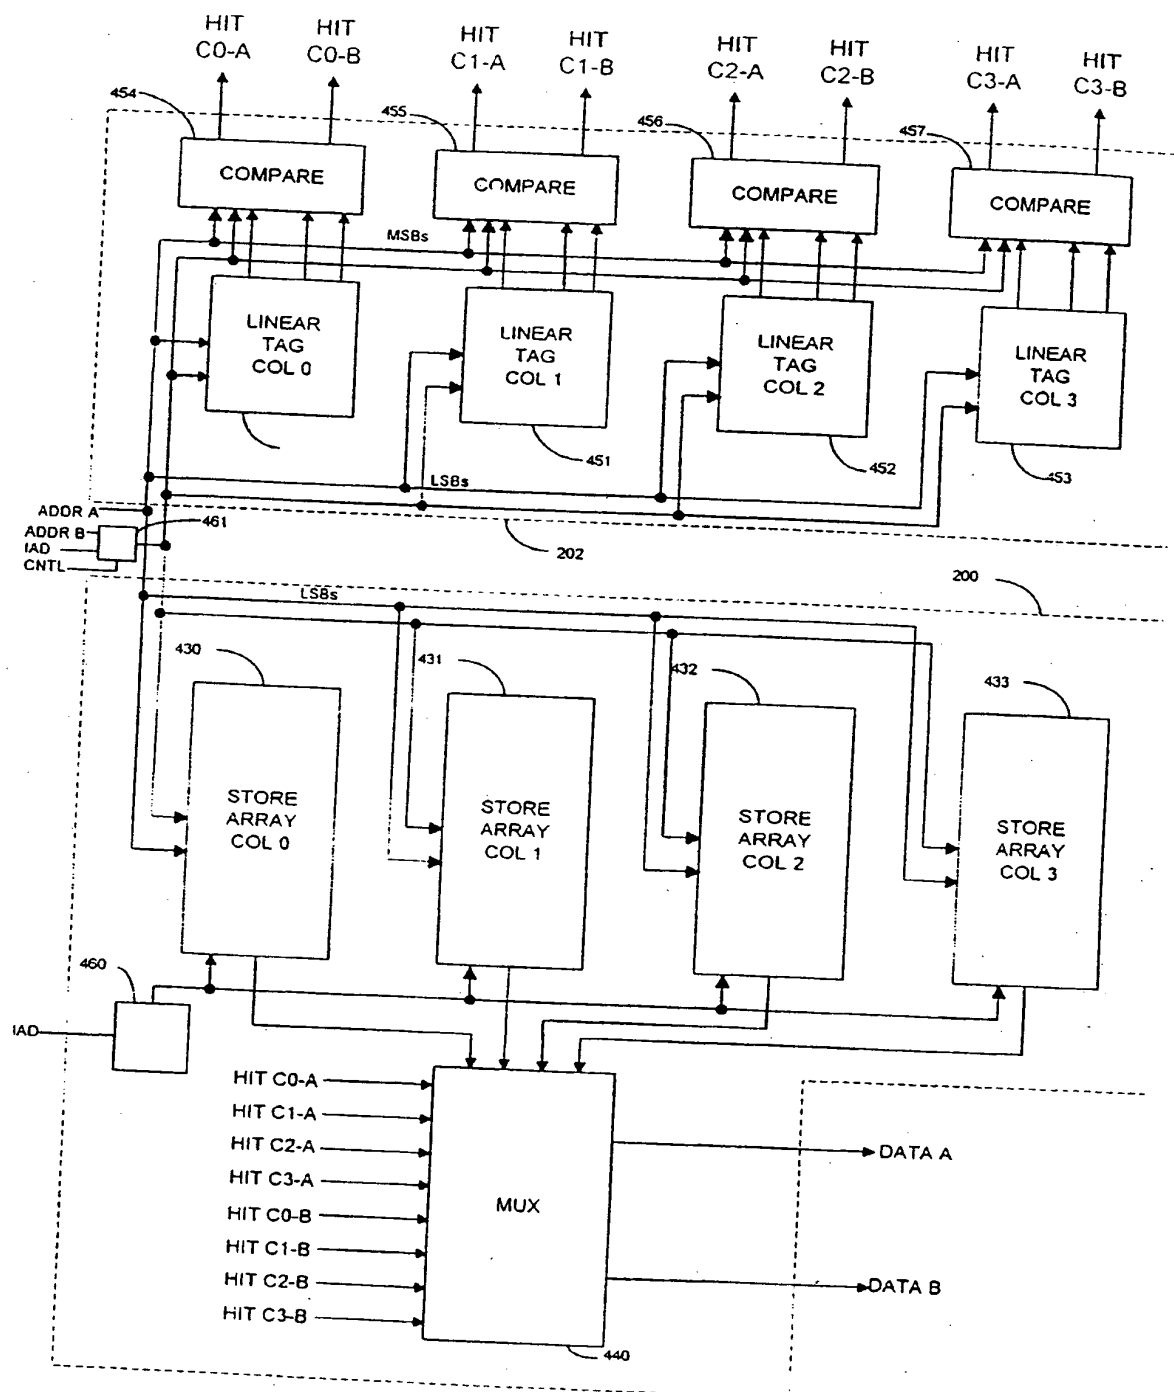 HIT
C0-A
HIT
C0-B
HIT
C1-A
HIT
C1-B
HIT
C2-A
HIT
C2-B
HIT
C3-A
HIT
C3-B
454
455
456
457
COMPARE
COMPARE
COMPARE
COMPARE
MSBs
LINEAR
TAG
COL 0
LINEAR
TAG
COL 1
LINEAR
TAG
COL 2
LINEAR
TAG
COL 3
451
452
453
LSBs
ADDR A
ADDR B
IAD
CNTL
461
202
200
LSBs
430
431
432
433
STORE
ARRAY
COL 0
STORE
ARRAY
COL 1
STORE
ARRAY
COL 2
STORE
ARRAY
COL 3
460
IAD
HIT C0-A
HIT C1-A
HIT C2-A
HIT C3-A
HIT C0-B
HIT C1-B
HIT C2-B
HIT C3-B
MUX
DATA A
DATA B
440